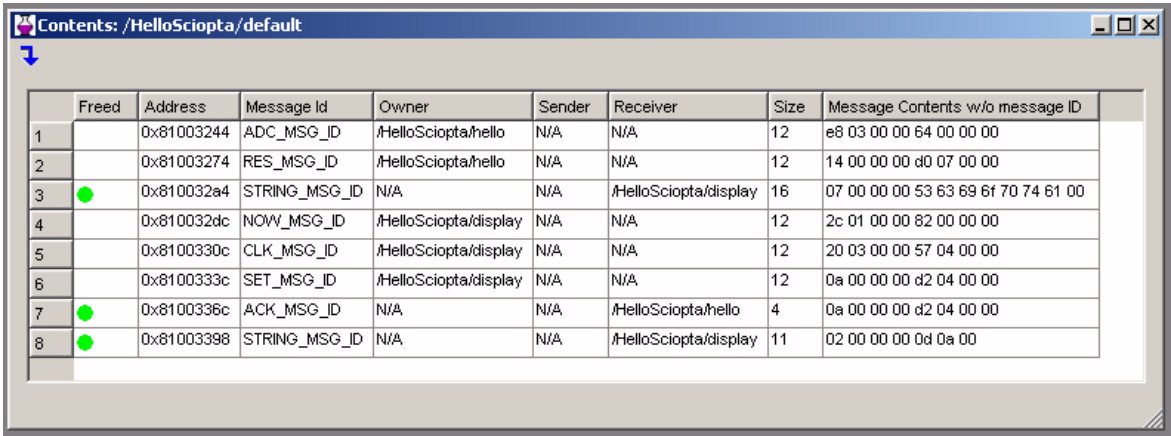 Contents: /HelloSciopta/default
Freed Address Message Id Owner Sender Receiver Size Message Contents w/o message ID
1 0x81003244 ADC_MSG_ID /HelloSciopta/hello N/A N/A 12 e8 03 00 00 64 00 00 00
2 0x81003274 RES_MSG_ID /HelloSciopta/hello N/A N/A 12 14 00 00 00 d0 07 00 00
3 0x810032a4 STRING_MSG_ID N/A N/A /HelloSciopta/display 16 07 00 00 00 53 63 69 6f 70 74 61 00
4 0x810032dc NOW_MSG_ID /HelloSciopta/display N/A N/A 12 2c 01 00 00 82 00 00 00
5 0x8100330c CLK_MSG_ID /HelloSciopta/display N/A N/A 12 20 03 00 00 57 04 00 00
6 0x8100333c SET_MSG_ID /HelloSciopta/display N/A N/A 12 0a 00 00 00 d2 04 00 00
7 0x8100336c ACK_MSG_ID N/A N/A /HelloSciopta/hello 4 0a 00 00 00 d2 04 00 00
8 0x81003398 STRING_MSG_ID N/A N/A /HelloSciopta/display 11 02 00 00 00 0d 0a 00